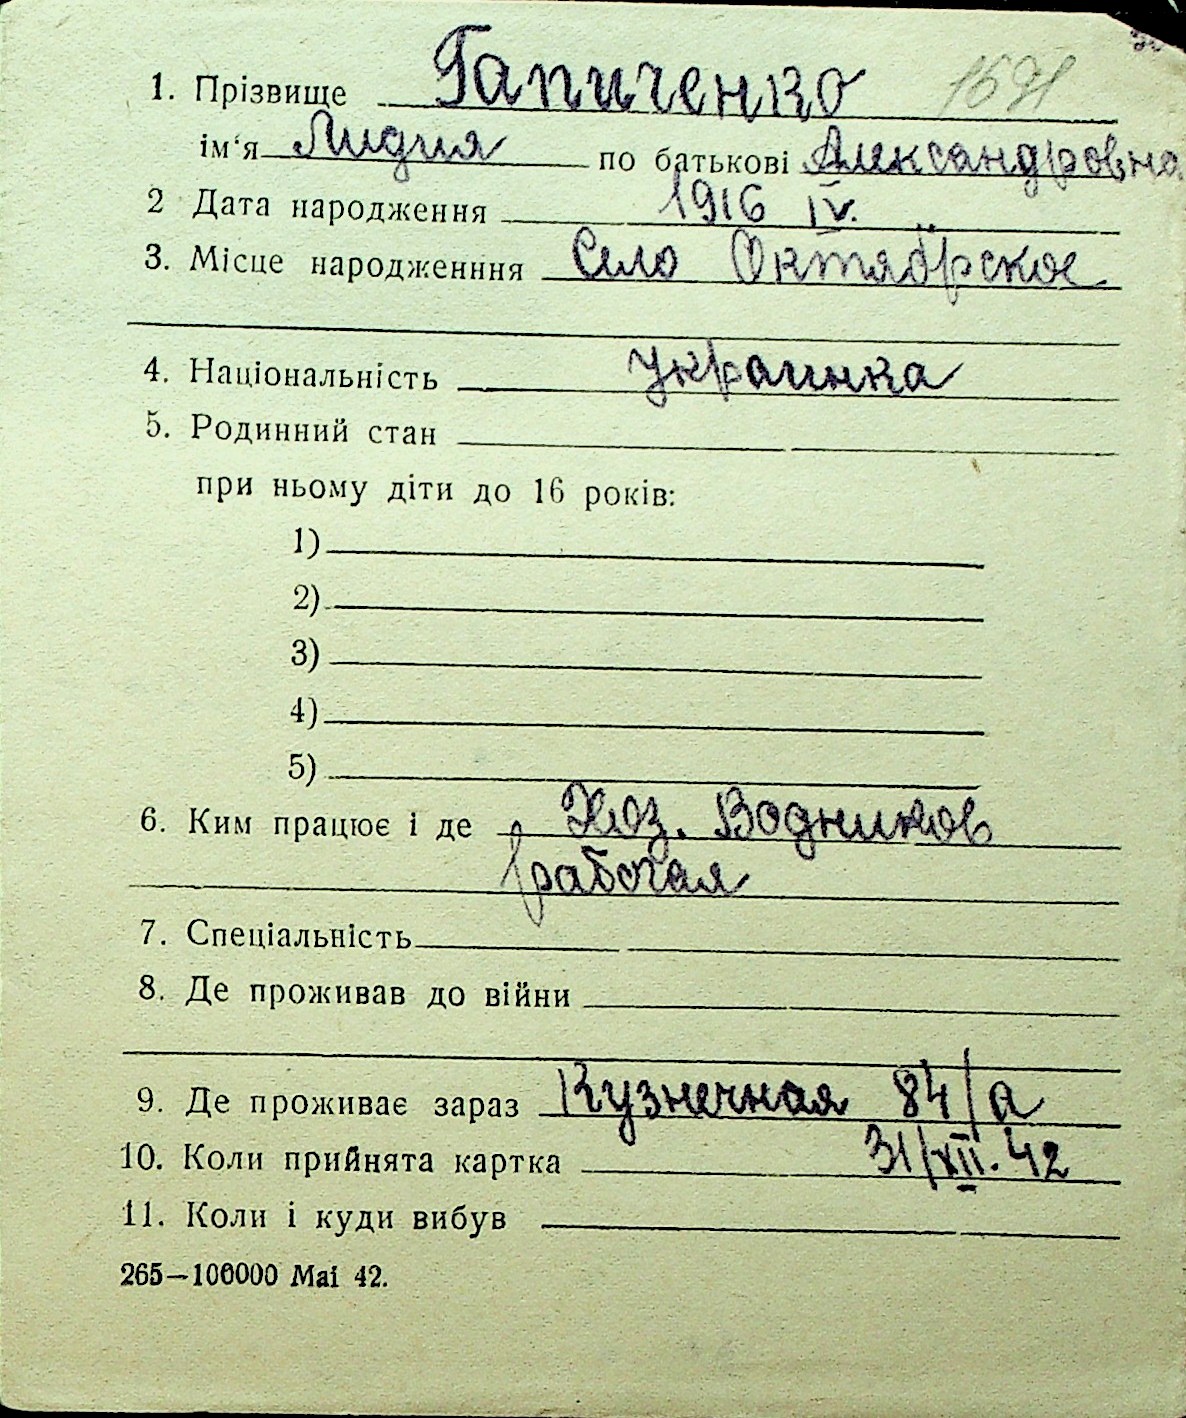 1. Прізвище Гапиченко 1691
ім‘я Лидия по батькові Александровна
2 Дата народження 1916 IV.
3. Місце народженння Село Октябрское
4. Національність украинка
5. Родинний стан
при ньому діти до 16 років:
1)
2)
3)
4)
5)
6. Ким працює і де Хоз. Водников
рабочая
7. Спеціальність
8. Де проживав до війни
9. Де проживає зараз Кузнечная 84/а
10. Коли прийнята картка 31/XII. 42
11. Коли і куди вибув
265—100000 Mai 42.